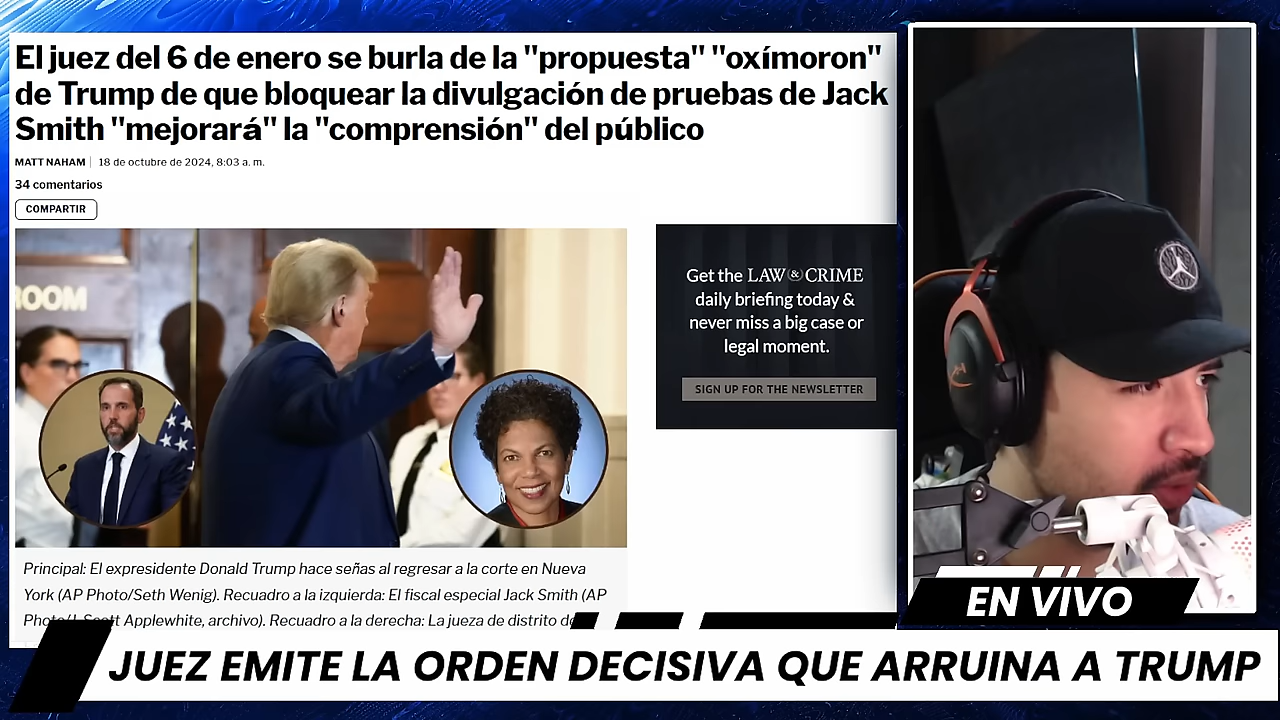 El juez del 6 de enero se burla de la "propuesta" "oxímoron"
de Trump de que bloquear la divulgación de pruebas de Jack
Smith "mejorará" la "comprensión" del público
MATT NAHAM | 18 de octubre de 2024, 8:03 a. m.
34 comentarios
COMPARTIR
ROOM
Get the LAW & CRIME
daily briefing today &
never miss a big case or
legal moment.
SIGN UP FOR THE NEWSLETTER
Principal: El expresidente Donald Trump hace señas al regresar a la corte en Nueva
York (AP Photo/Seth Wenig). Recuadro a la izquierda: El fiscal especial Jack Smith (AP
Photo/J. Scott Applewhite, archivo). Recuadro a la derecha: La jueza de distrito
EN VIVO
JUEZ EMITE LA ORDEN DECISIVA QUE ARRUINA A TRUMP